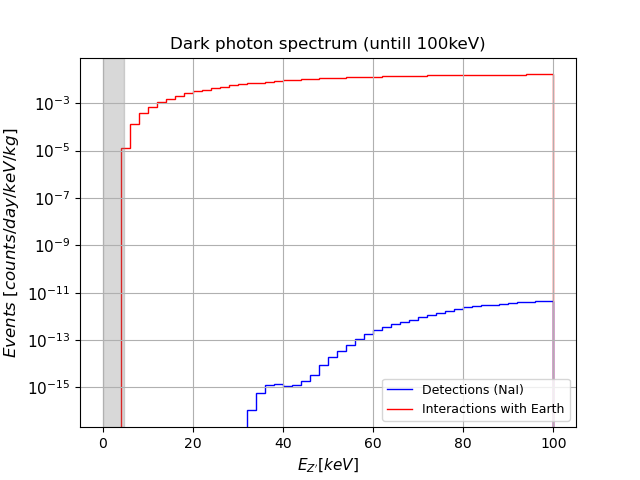 Dark photon spectrum (untill 100keV)
Events [counts/day/keV/kg]
10⁻³
10⁻⁵
10⁻⁷
10⁻⁹
10⁻¹¹
10⁻¹³
10⁻¹⁵
Detections (NaI)
Interactions with Earth
0 20 40 60 80 100
E_Z' [keV]